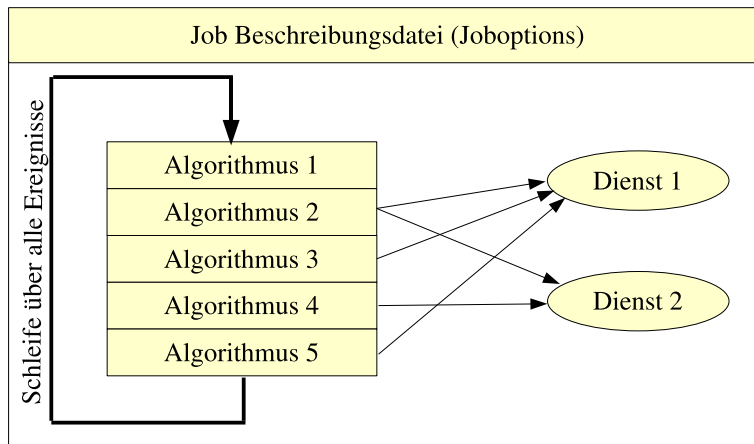 Job Beschreibungsdatei (Joboptions)
Schleife über alle Ereignisse
Algorithmus 1
Algorithmus 2
Algorithmus 3
Algorithmus 4
Algorithmus 5
Dienst 1
Dienst 2